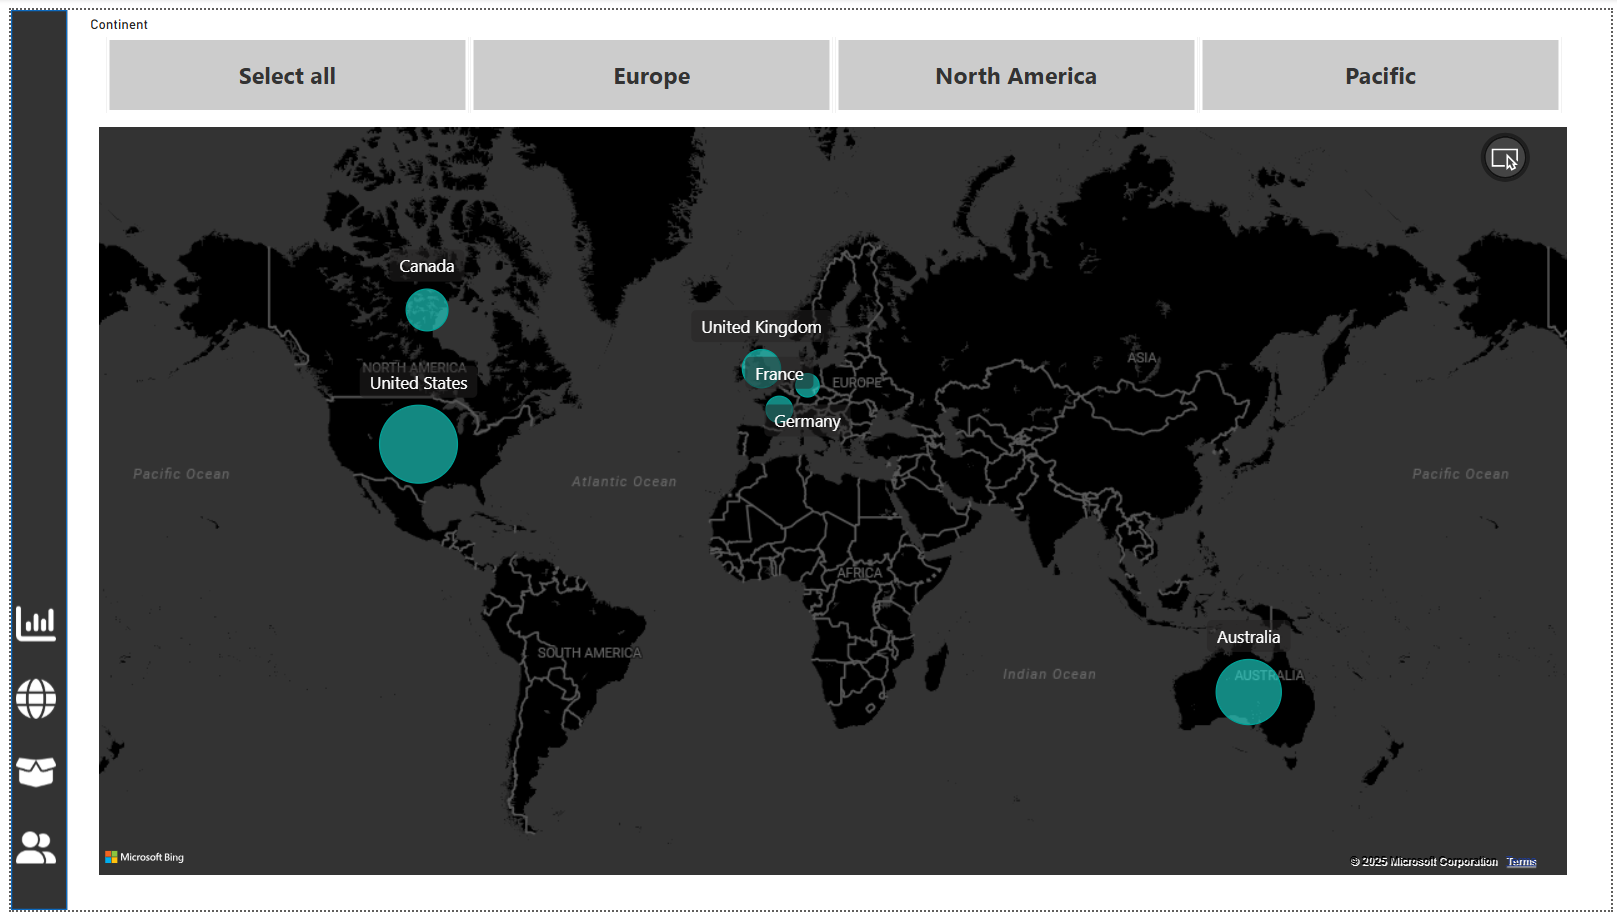 Continent
Select all
Europe
North America
Pacific
Canada
NORTH AMERICA
United States
United Kingdom
France
EUROPE
Germany
ASIA
Pacific Ocean
Atlantic Ocean
Pacific Ocean
AFRICA
SOUTH AMERICA
Indian Ocean
Australia
AUSTRALIA
Microsoft Bing
© 2025 Microsoft Corporation Terms